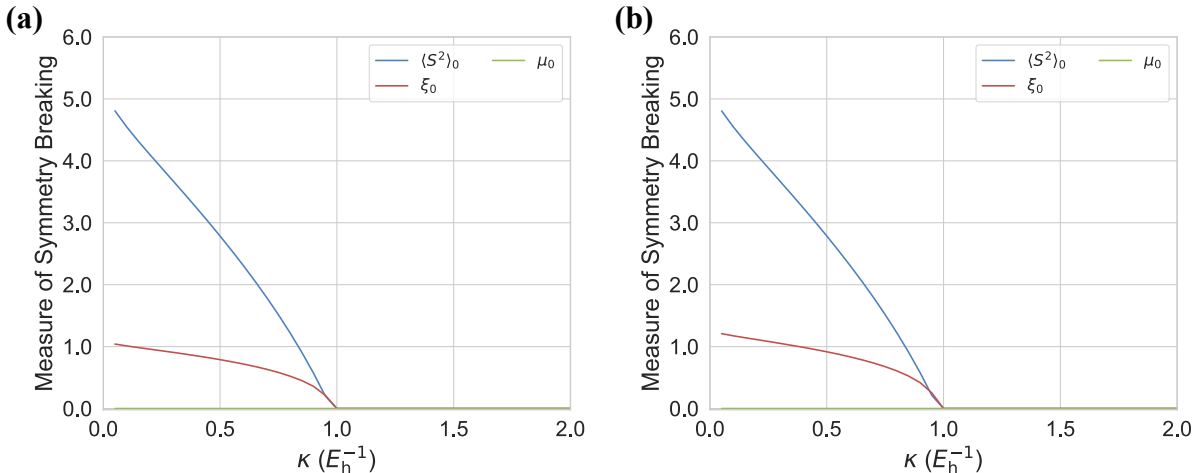 (a)
6.0
5.0
4.0
3.0
2.0
1.0
0.0
Measure of Symmetry Breaking
⟨S²⟩₀
μ₀
ξ₀
0.0 0.5 1.0 1.5 2.0
κ (Eₕ⁻¹)
(b)
6.0
5.0
4.0
3.0
2.0
1.0
0.0
Measure of Symmetry Breaking
⟨S²⟩₀
μ₀
ξ₀
0.0 0.5 1.0 1.5 2.0
κ (Eₕ⁻¹)